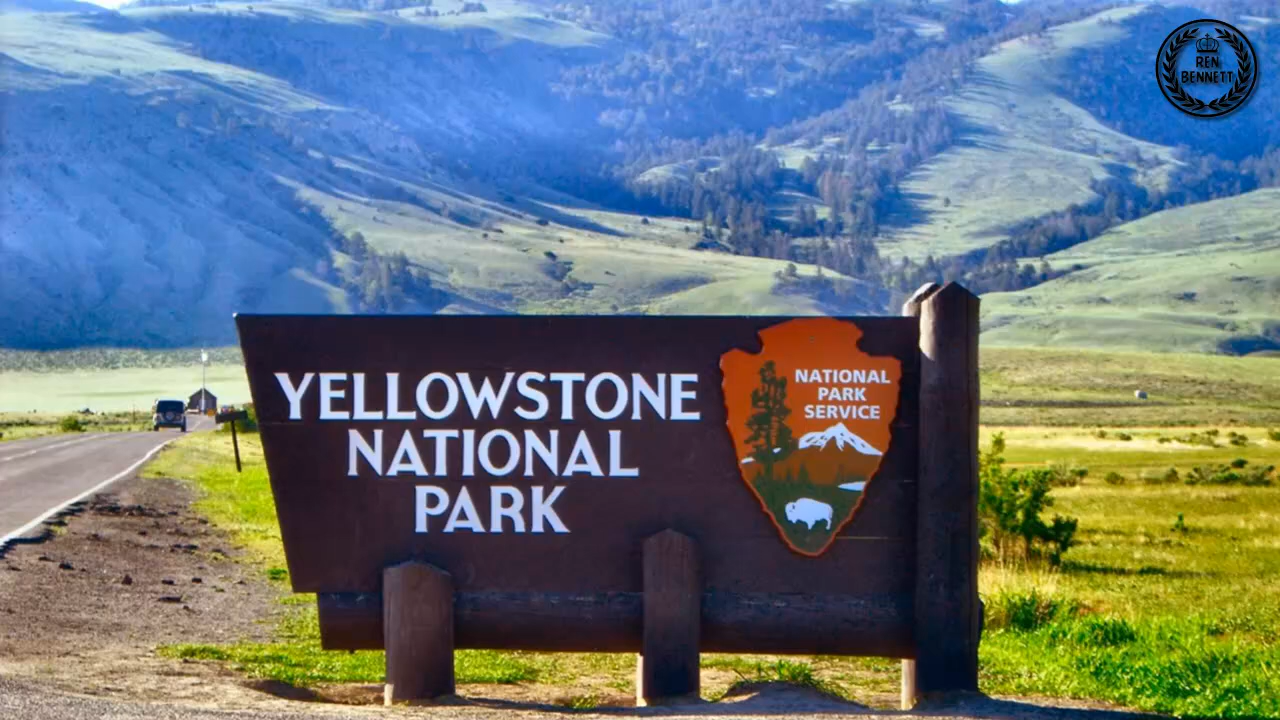 REN
BENNETT
YELLOWSTONE
NATIONAL
PARK
NATIONAL
PARK
SERVICE